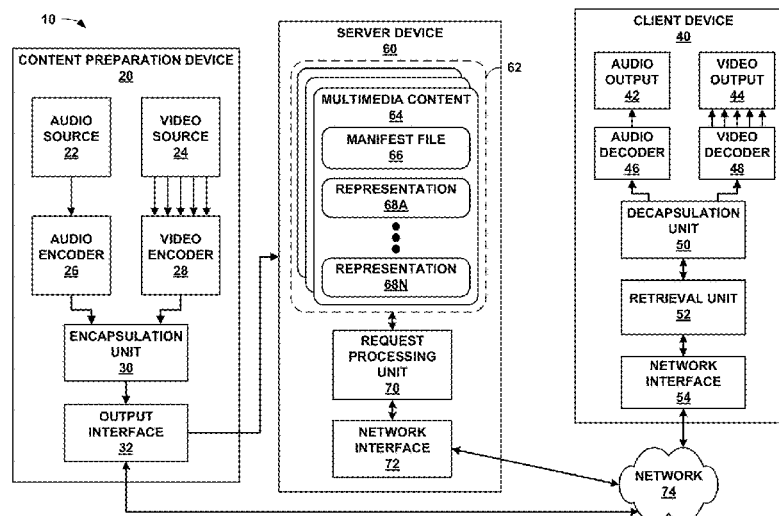 10
CONTENT PREPARATION DEVICE
20
AUDIO
SOURCE
22
VIDEO
SOURCE
24
AUDIO
ENCODER
26
VIDEO
ENCODER
28
ENCAPSULATION
UNIT
30
OUTPUT
INTERFACE
32
SERVER DEVICE
60
62
MULTIMEDIA CONTENT
64
MANIFEST FILE
66
REPRESENTATION
68A
REPRESENTATION
68N
REQUEST
PROCESSING
UNIT
70
NETWORK
INTERFACE
72
CLIENT DEVICE
40
AUDIO
OUTPUT
42
VIDEO
OUTPUT
44
AUDIO
DECODER
46
VIDEO
DECODER
48
DECAPSULATION
UNIT
50
RETRIEVAL UNIT
52
NETWORK
INTERFACE
54
NETWORK
74